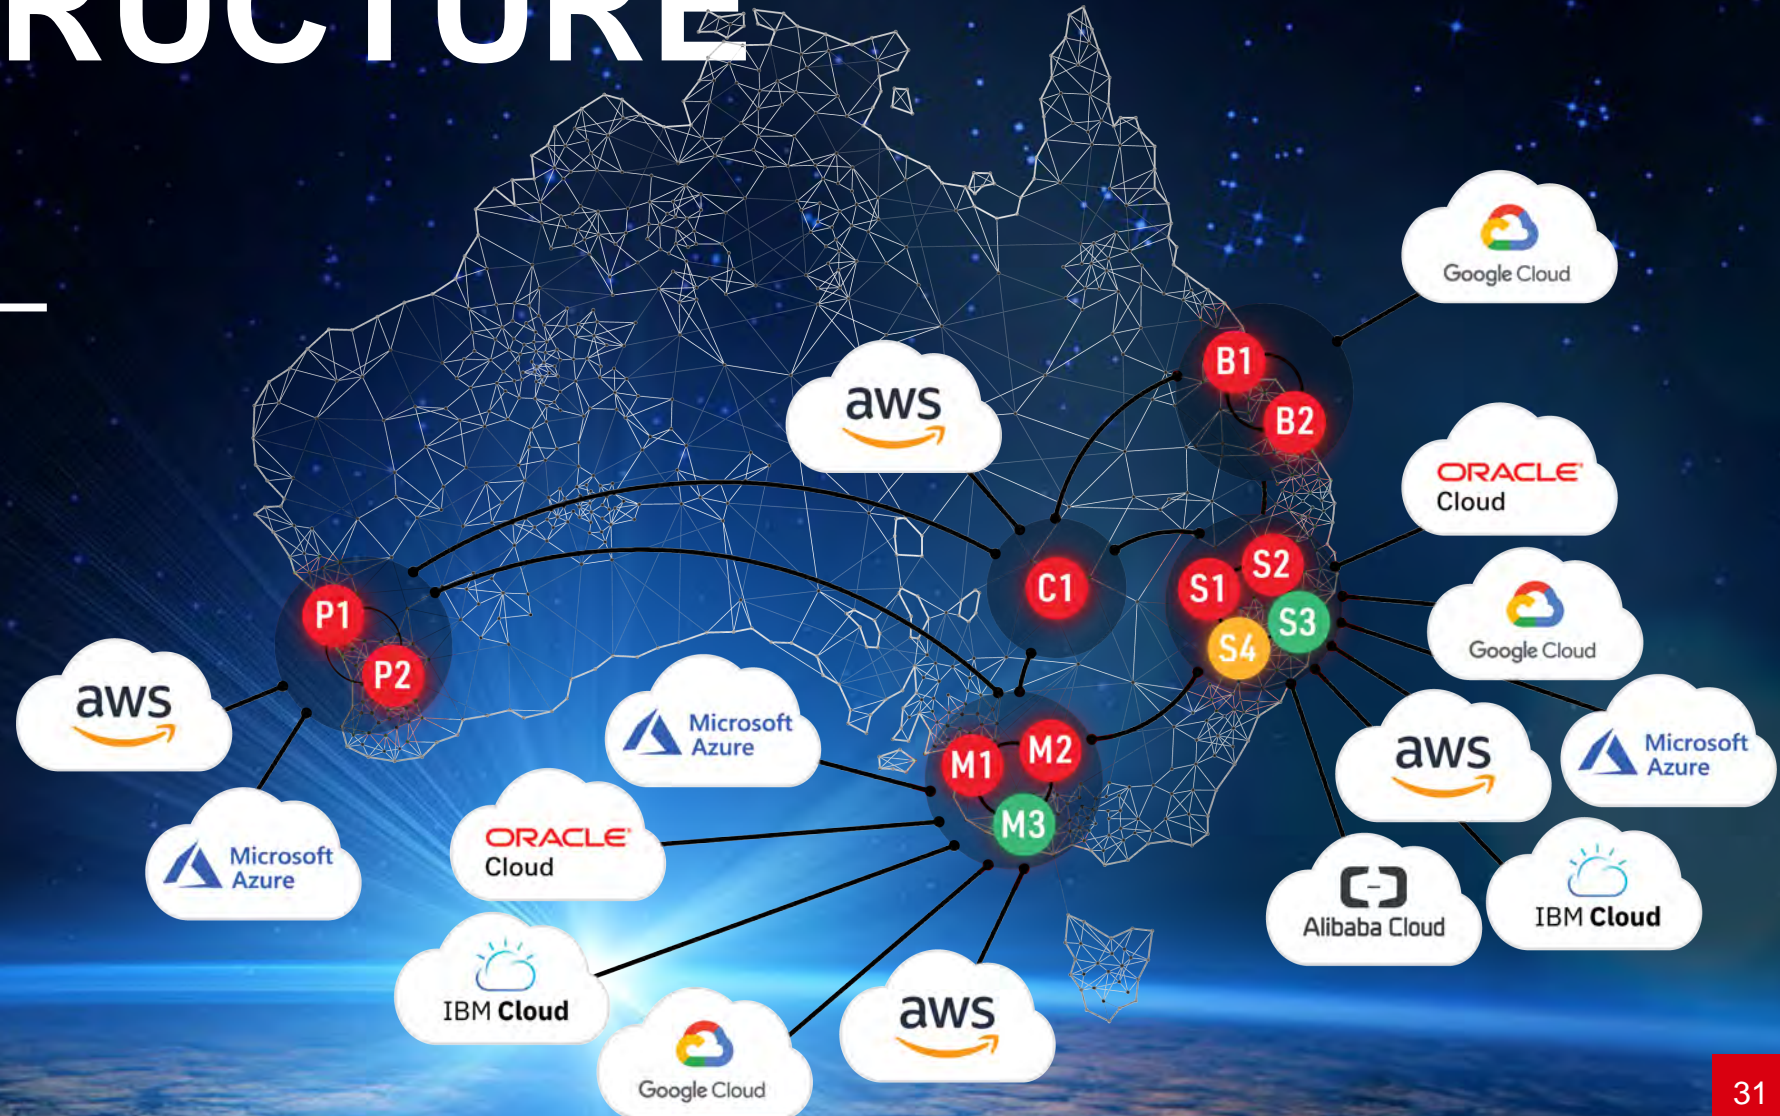 RUCTURE
Google Cloud
B1
B2
aws
ORACLE
Cloud
S2
S1
C1
S3
S4
Google Cloud
P1
P2
aws
Microsoft
Azure
M2
M1
M3
aws
Microsoft
Azure
ORACLE
Cloud
Microsoft
Azure
Alibaba Cloud
IBM Cloud
IBM Cloud
aws
Google Cloud
31